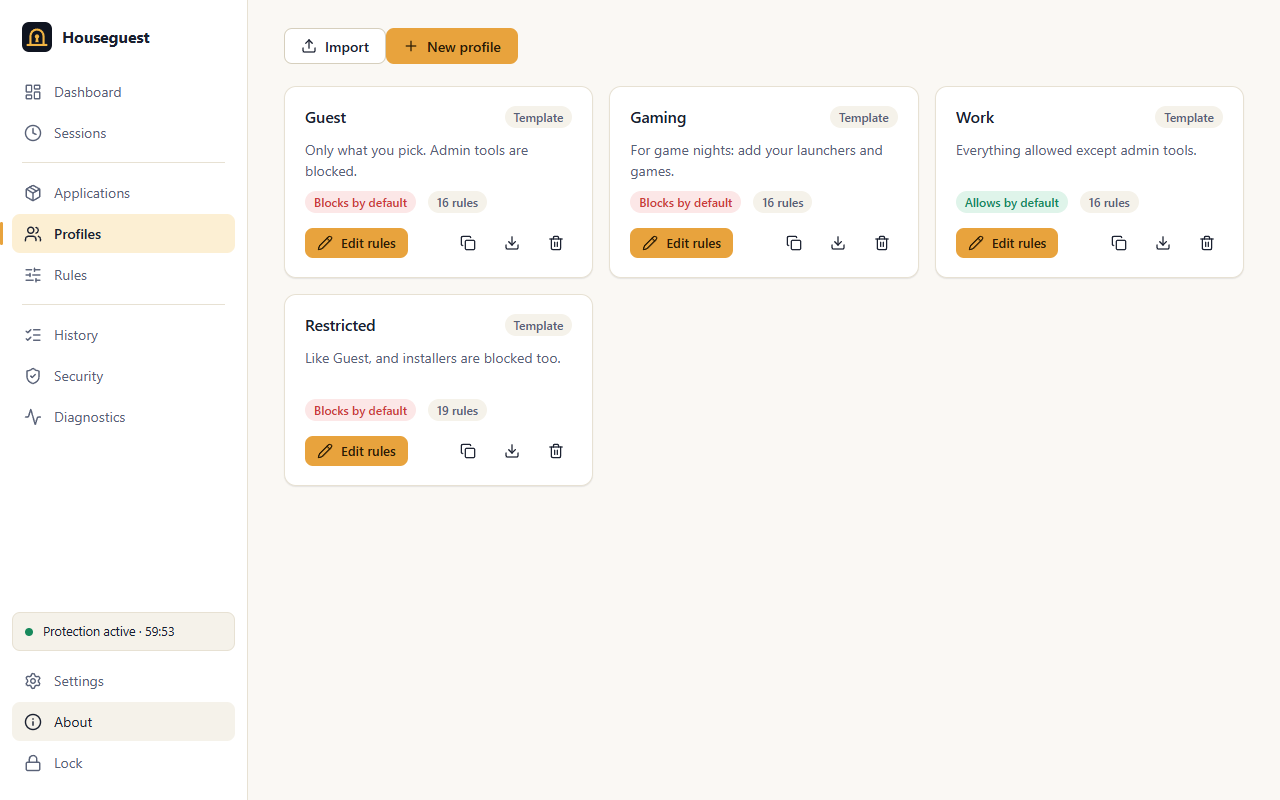 Houseguest
Dashboard
Sessions
Applications
Profiles
Rules
History
Security
Diagnostics
Protection active · 59:53
Settings
About
Lock
Import
New profile
Guest
Template
Only what you pick. Admin tools are
blocked.
Blocks by default
16 rules
Edit rules
Gaming
Template
For game nights: add your launchers and
games.
Blocks by default
16 rules
Edit rules
Work
Template
Everything allowed except admin tools.
Allows by default
16 rules
Edit rules
Restricted
Template
Like Guest, and installers are blocked too.
Blocks by default
19 rules
Edit rules